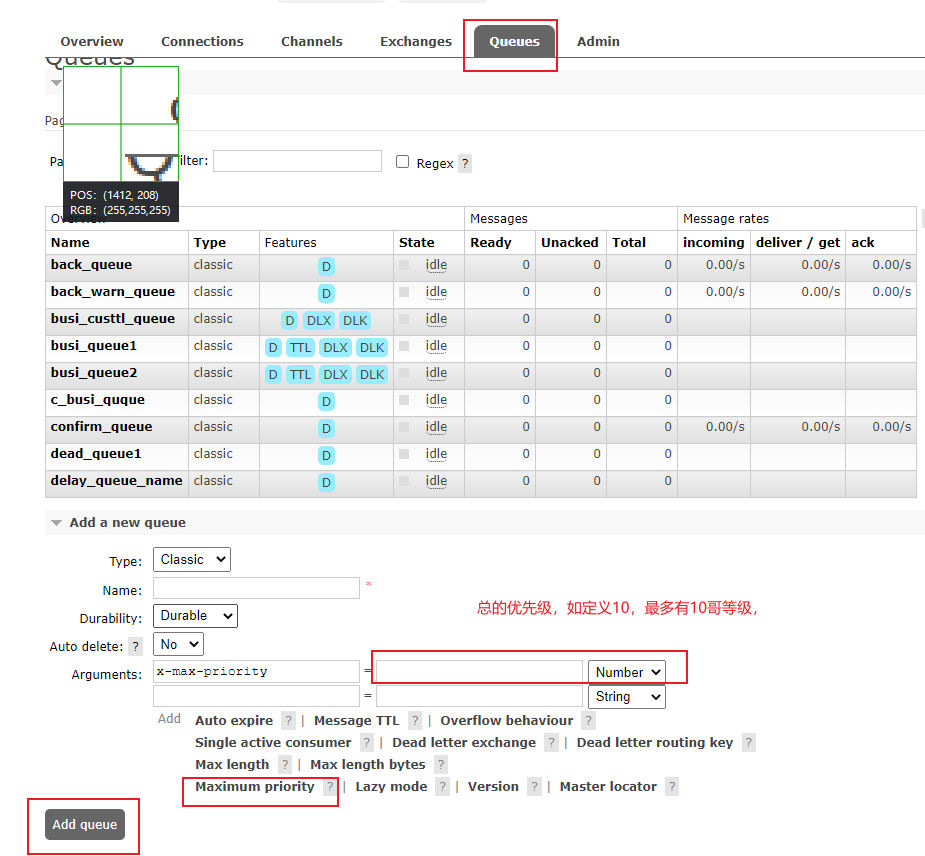 Overview Connections Channels Exchanges Queues Admin
Queues
Pag
Pa ilter: Regex ?
POS: (1412, 208)
RGB: (255,255,255)
Overview Messages Message rates
Name Type Features State Ready Unacked Total incoming deliver / get ack
back_queue classic D idle 0 0 0 0.00/s 0.00/s 0.00/s
back_warn_queue classic D idle 0 0 0 0.00/s 0.00/s 0.00/s
busi_custtl_queue classic D DLX DLK idle 0 0 0
busi_queue1 classic D TTL DLX DLK idle 0 0 0
busi_queue2 classic D TTL DLX DLK idle 0 0 0
c_busi_quque classic D idle 0 0 0
confirm_queue classic D idle 0 0 0 0.00/s 0.00/s 0.00/s
dead_queue1 classic D idle 0 0 0
delay_queue_name classic D idle 0 0 0
Add a new queue
Type: Classic
Name: *
总的优先级，如定义10，最多有10哥等级，
Durability: Durable
Auto delete: ? No
Arguments: x-max-priority = Number
= String
Add Auto expire ? | Message TTL ? | Overflow behaviour ?
Single active consumer ? | Dead letter exchange ? | Dead letter routing key ?
Max length ? | Max length bytes ?
Maximum priority ? | Lazy mode ? | Version ? | Master locator ?
Add queue